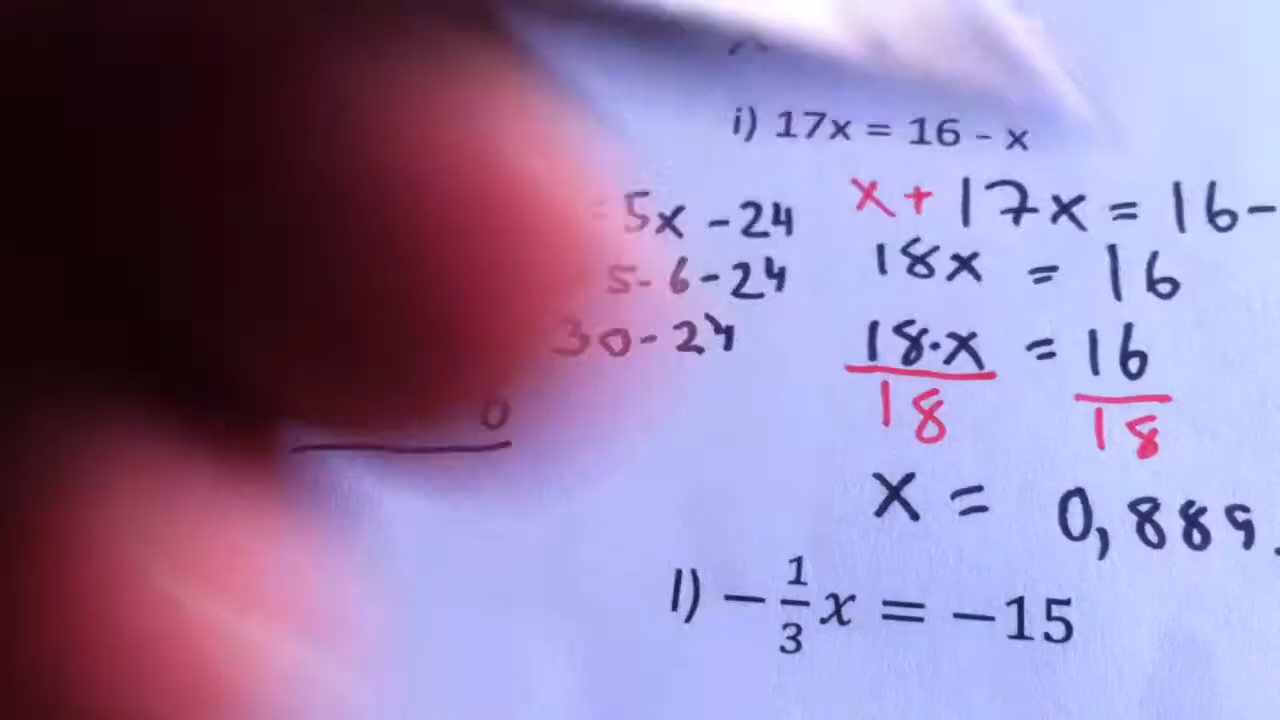 i) 17x = 16 - x
= 5x - 24
5 - 6 - 24
30 - 24
0
x + 17x = 16 -
18x = 16
18·x = 16
18 18
x = 0,889.
l) −1/3 x = −15